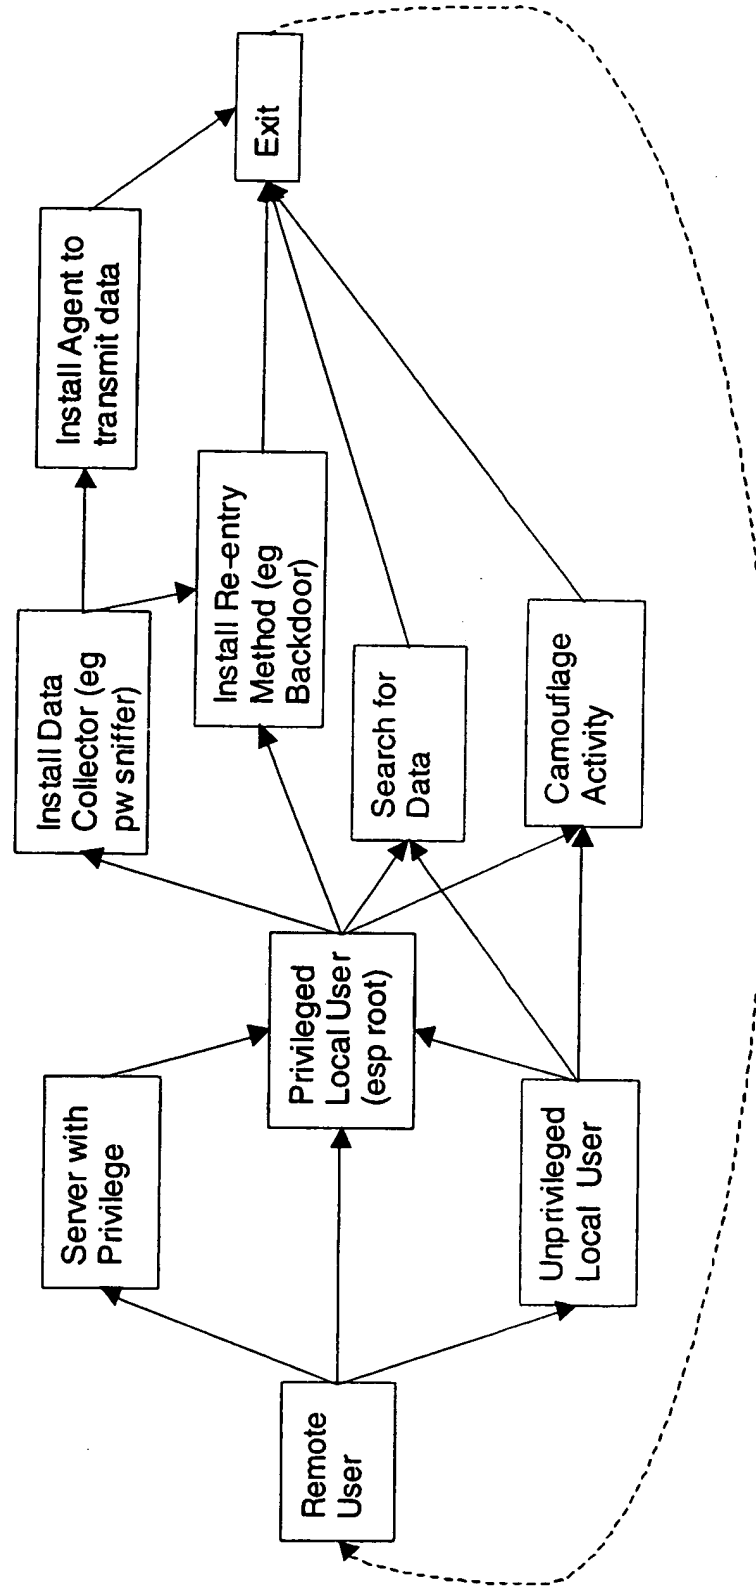 Remote
User
Server with
Privilege
Privileged
Local User
(esp root)
Unprivileged
Local User
Install Data
Collector (eg
pw sniffer)
Install Re-entry
Method (eg
Backdoor)
Search for
Data
Camouflage
Activity
Install Agent to
transmit data
Exit